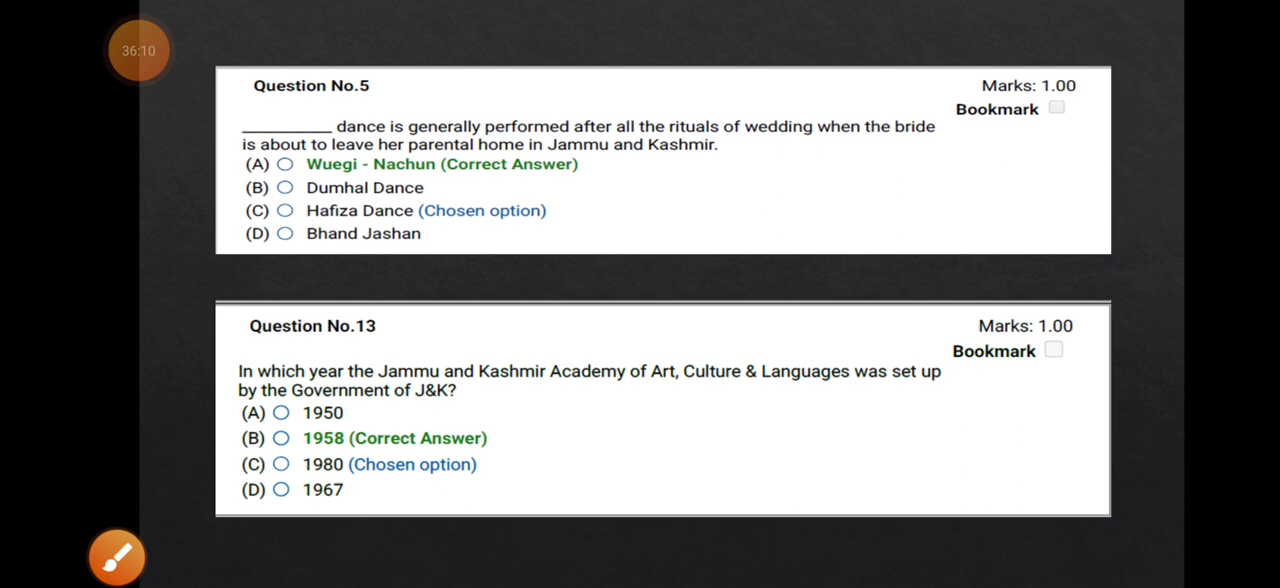 36:10
Question No.5
Marks: 1.00
Bookmark
__________ dance is generally performed after all the rituals of wedding when the bride
is about to leave her parental home in Jammu and Kashmir.
(A) Wuegi - Nachun (Correct Answer)
(B) Dumhal Dance
(C) Hafiza Dance (Chosen option)
(D) Bhand Jashan
Question No.13
Marks: 1.00
Bookmark
In which year the Jammu and Kashmir Academy of Art, Culture & Languages was set up
by the Government of J&K?
(A) 1950
(B) 1958 (Correct Answer)
(C) 1980 (Chosen option)
(D) 1967